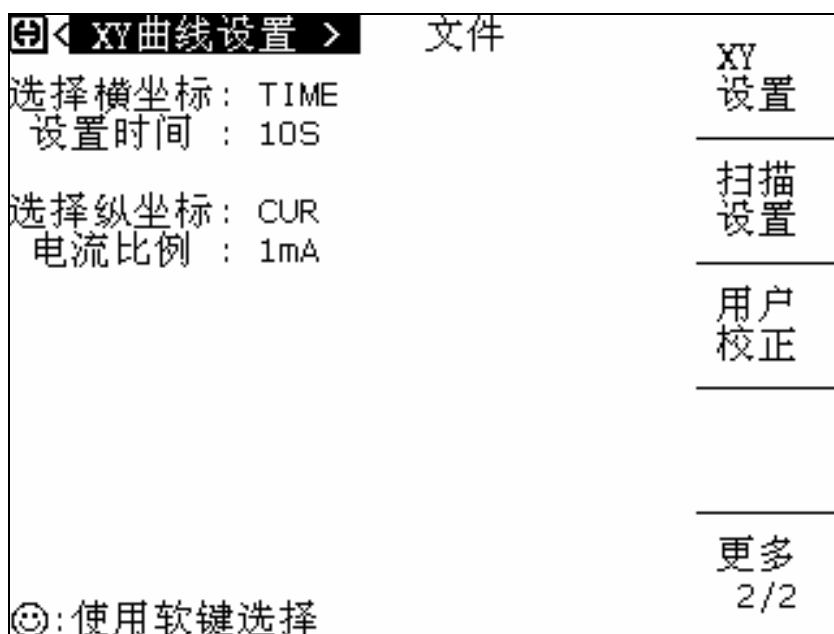 < XY曲线设置 > 文件
选择横坐标: TIME
设置时间 : 10S
选择纵坐标: CUR
电流比例 : 1mA
:使用软键选择
XY
设置
扫描
设置
用户
校正
更多
2/2